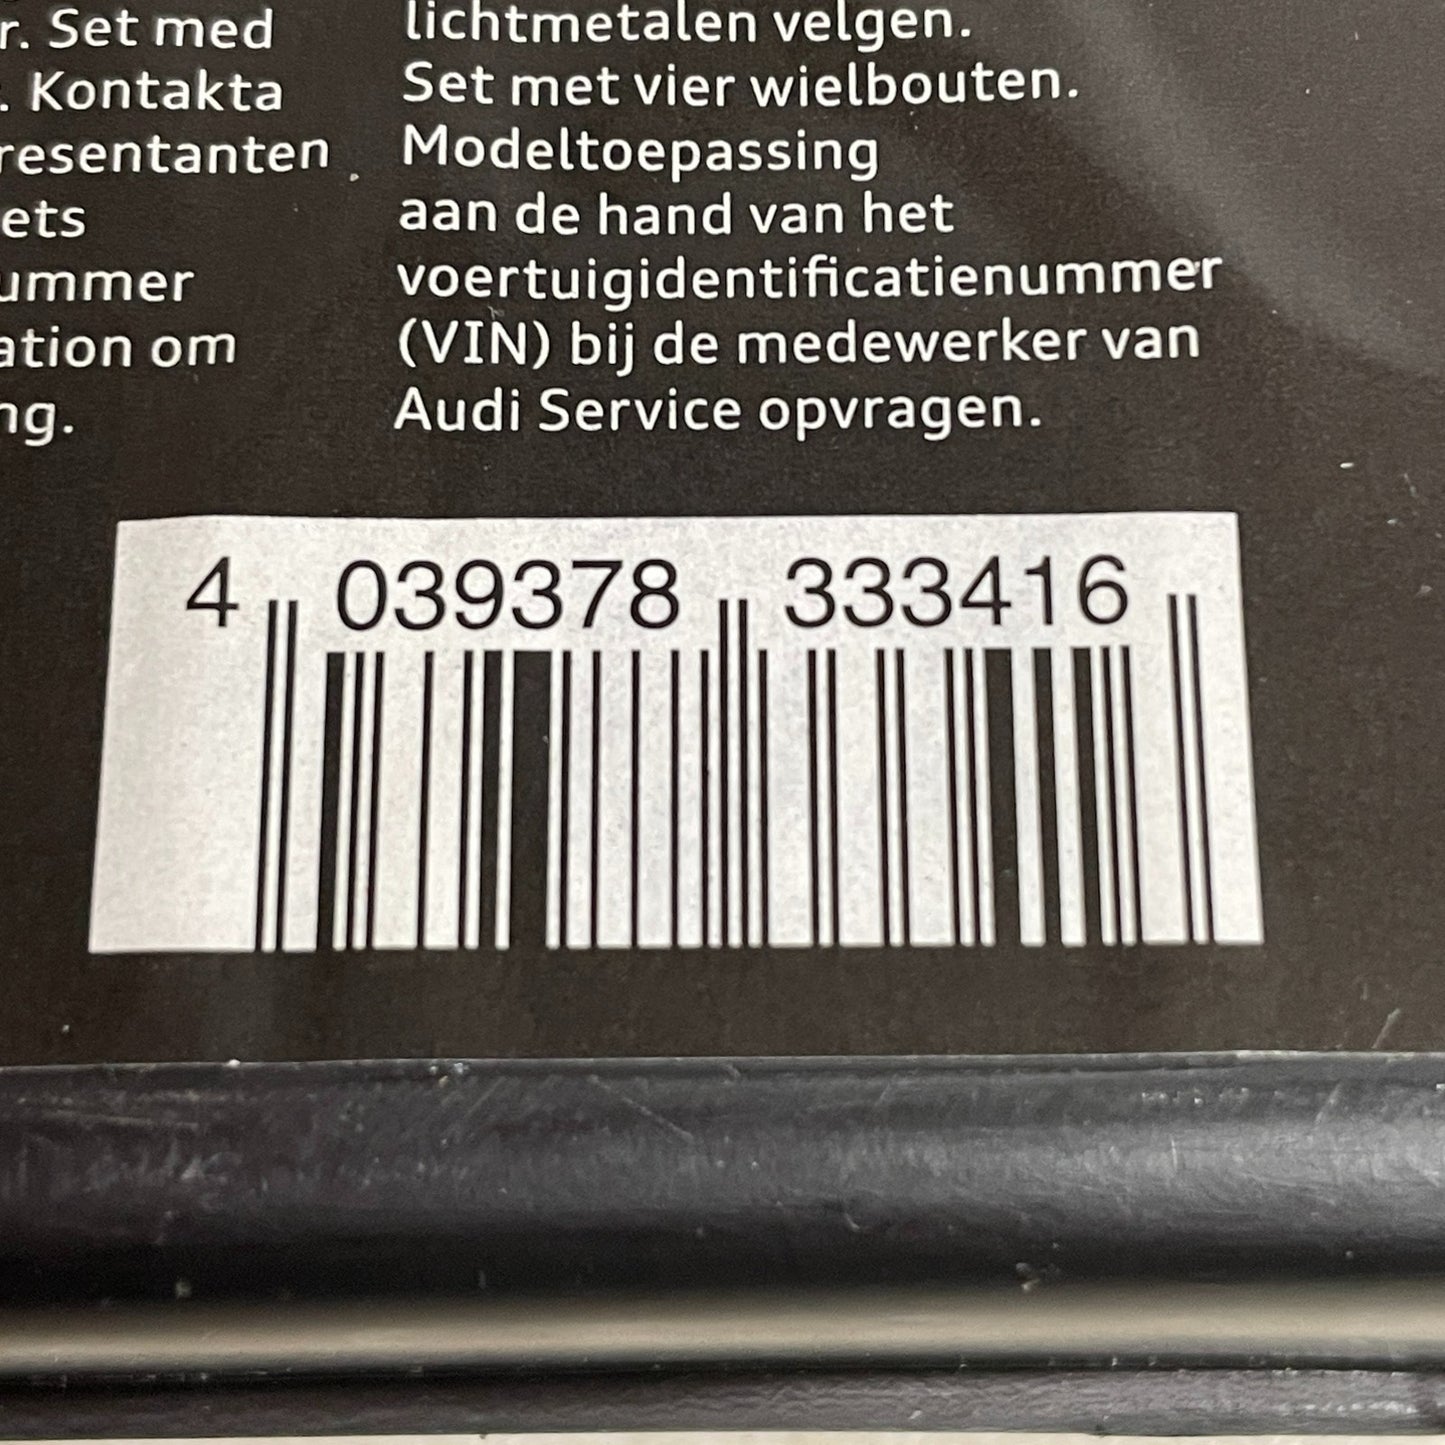 r. Set med
. Kontakta
resentanten
ets
ummer
ation om
ng.
lichtmetalen velgen.
Set met vier wielbouten.
Modeltoepassing
aan de hand van het
voertuigidentificatienummer
(VIN) bij de medewerker van
Audi Service opvragen.
4 039378 333416